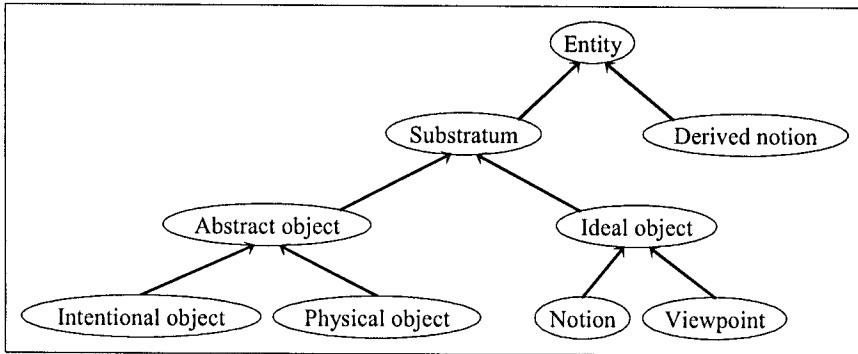 Entity
Substratum
Derived notion
Abstract object
Ideal object
Intentional object
Physical object
Notion
Viewpoint